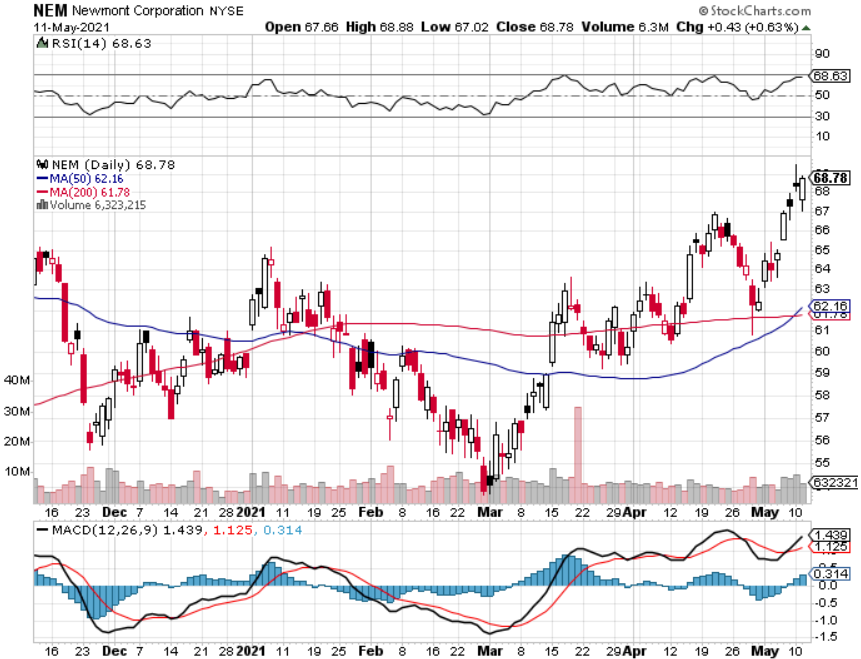 NEM Newmont Corporation NYSE © StockCharts.com
11-May-2021 Open 67.66 High 68.88 Low 67.02 Close 68.78 Volume 6.3M Chg +0.43 (+0.63%)
RSI(14) 68.63
90
68.63
50
30
10
NEM (Daily) 68.78
MA(50) 62.16
MA(200) 61.78
Volume 6,323,215
68.78
68
67
66
65
64
63
62.16
61.78
61
60
59
58
57
56
55
40M
30M
20M
10M
632321
16 23 Dec 7 14 21 28 2021 11 19 25 Feb 8 16 22 Mar 8 15 22 29 Apr 12 19 26 May 10
MACD(12,26,9) 1.439, 1.125, 0.314
1.439
1.125
0.314
0.0
-0.5
-1.0
-1.5
16 23 Dec 7 14 21 28 2021 11 19 25 Feb 8 16 22 Mar 8 15 22 29 Apr 12 19 26 May 10